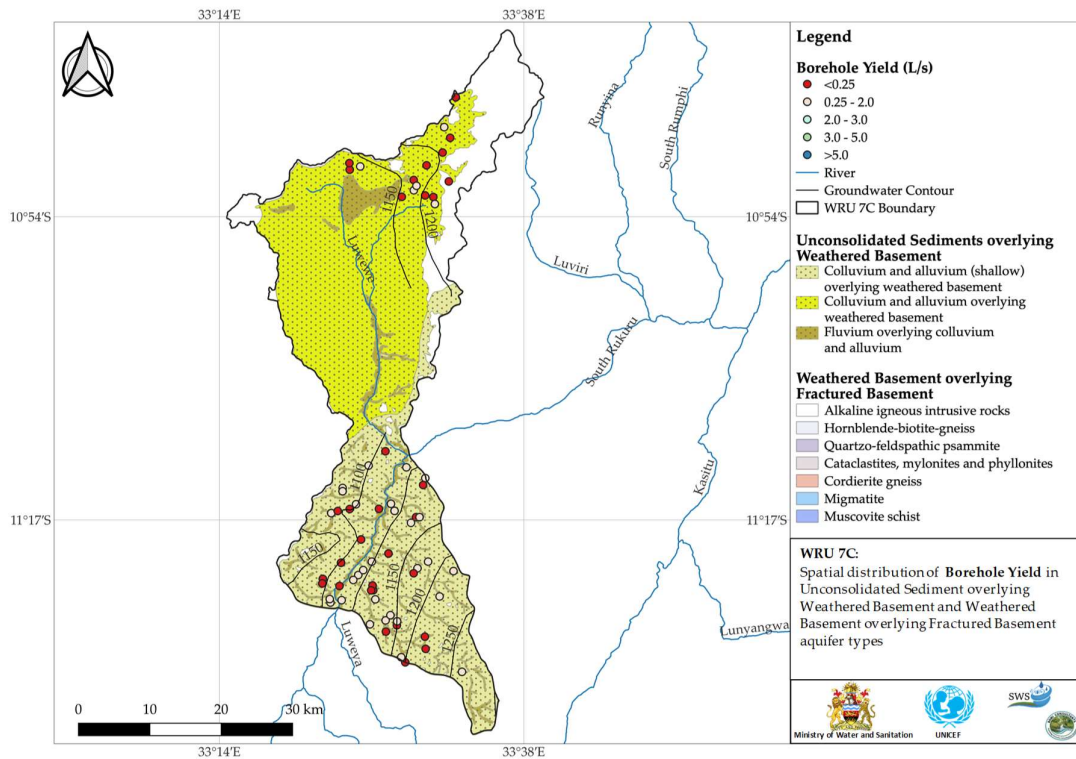 33°14'E
33°38'E
10°54'S
10°54'S
11°17'S
11°17'S
33°14'E
33°38'E
Runyina
South Rumphi
Luviri
South Rukuru
Kasitu
Lunyangwa
Luwewe
Luweya
1150
1200
1100
1150
1150
1200
1250
0 10 20 30 km
Legend
Borehole Yield (L/s)
<0.25
0.25 - 2.0
2.0 - 3.0
3.0 - 5.0
>5.0
River
Groundwater Contour
WRU 7C Boundary
Unconsolidated Sediments overlying
Weathered Basement
Colluvium and alluvium (shallow)
overlying weathered basement
Colluvium and alluvium overlying
weathered basement
Fluvium overlying colluvium
and alluvium
Weathered Basement overlying
Fractured Basement
Alkaline igneous intrusive rocks
Hornblende-biotite-gneiss
Quartzo-feldspathic psammite
Cataclastites, mylonites and phyllonites
Cordierite gneiss
Migmatite
Muscovite schist
WRU 7C:
Spatial distribution of Borehole Yield in
Unconsolidated Sediment overlying
Weathered Basement and Weathered
Basement overlying Fractured Basement
aquifer types
Ministry of Water and Sanitation
UNICEF
SWS